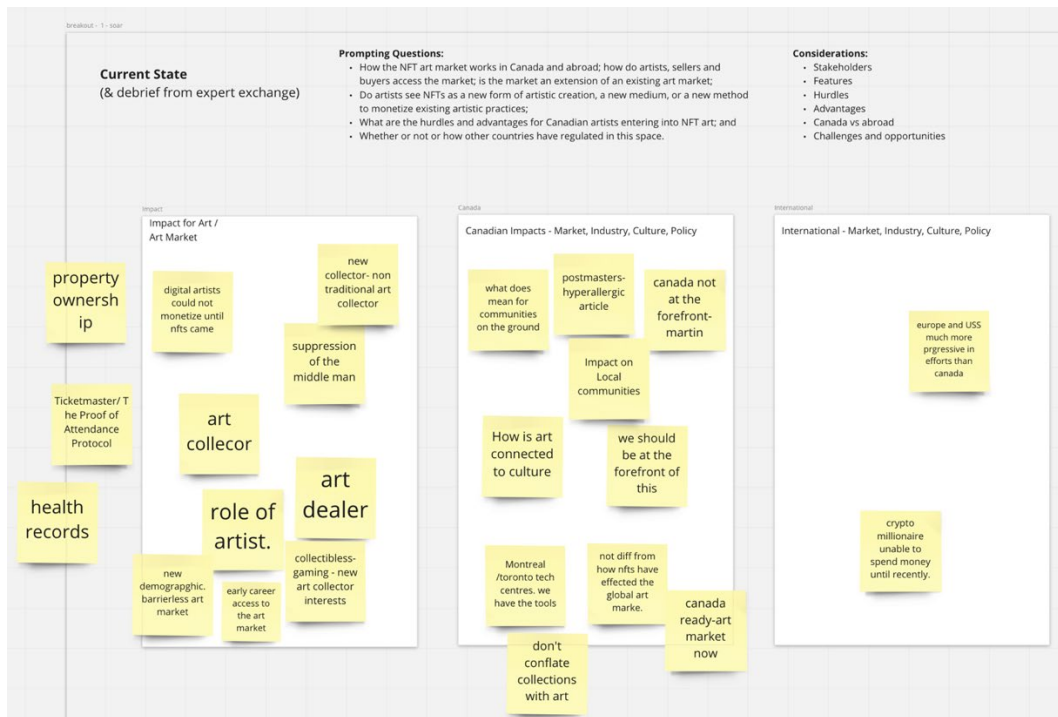 breakout - 1 - soar
Current State
(& debrief from expert exchange)
Prompting Questions:
• How the NFT art market works in Canada and abroad; how do artists, sellers and
buyers access the market; is the market an extension of an existing art market;
• Do artists see NFTs as a new form of artistic creation, a new medium, or a new method
to monetize existing artistic practices;
• What are the hurdles and advantages for Canadian artists entering into NFT art; and
• Whether or not or how other countries have regulated in this space.
Considerations:
• Stakeholders
• Features
• Hurdles
• Advantages
• Canada vs abroad
• Challenges and opportunities
property
ownersh
ip
Ticketmaster/ T
he Proof of
Attendance
Protocol
health
records
Impact
Impact for Art /
Art Market
digital artists
could not
monetize until
nfts came
new
collector- non
traditional art
collector
suppression
of the
middle man
art
collecor
art
dealer
role of
artist.
new
demograpghic.
barrierless art
market
early career
access to
the art
market
collectibless-
gaming - new
art collector
interests
Canada
Canadian Impacts - Market, Industry, Culture, Policy
what does
mean for
communities
on the ground
postmasters-
hyperallergic
article
canada not
at the
forefront-
martin
Impact on
Local
communities
How is art
connected
to culture
we should
be at the
forefront of
this
Montreal
/toronto tech
centres. we
have the tools
not diff from
how nfts have
effected the
global art
marke.
canada
ready-art
market
now
don't
conflate
collections
with art
International
International - Market, Industry, Culture, Policy
europe and USS
much more
prgressive in
efforts than
canada
crypto
millionaire
unable to
spend money
until recently.